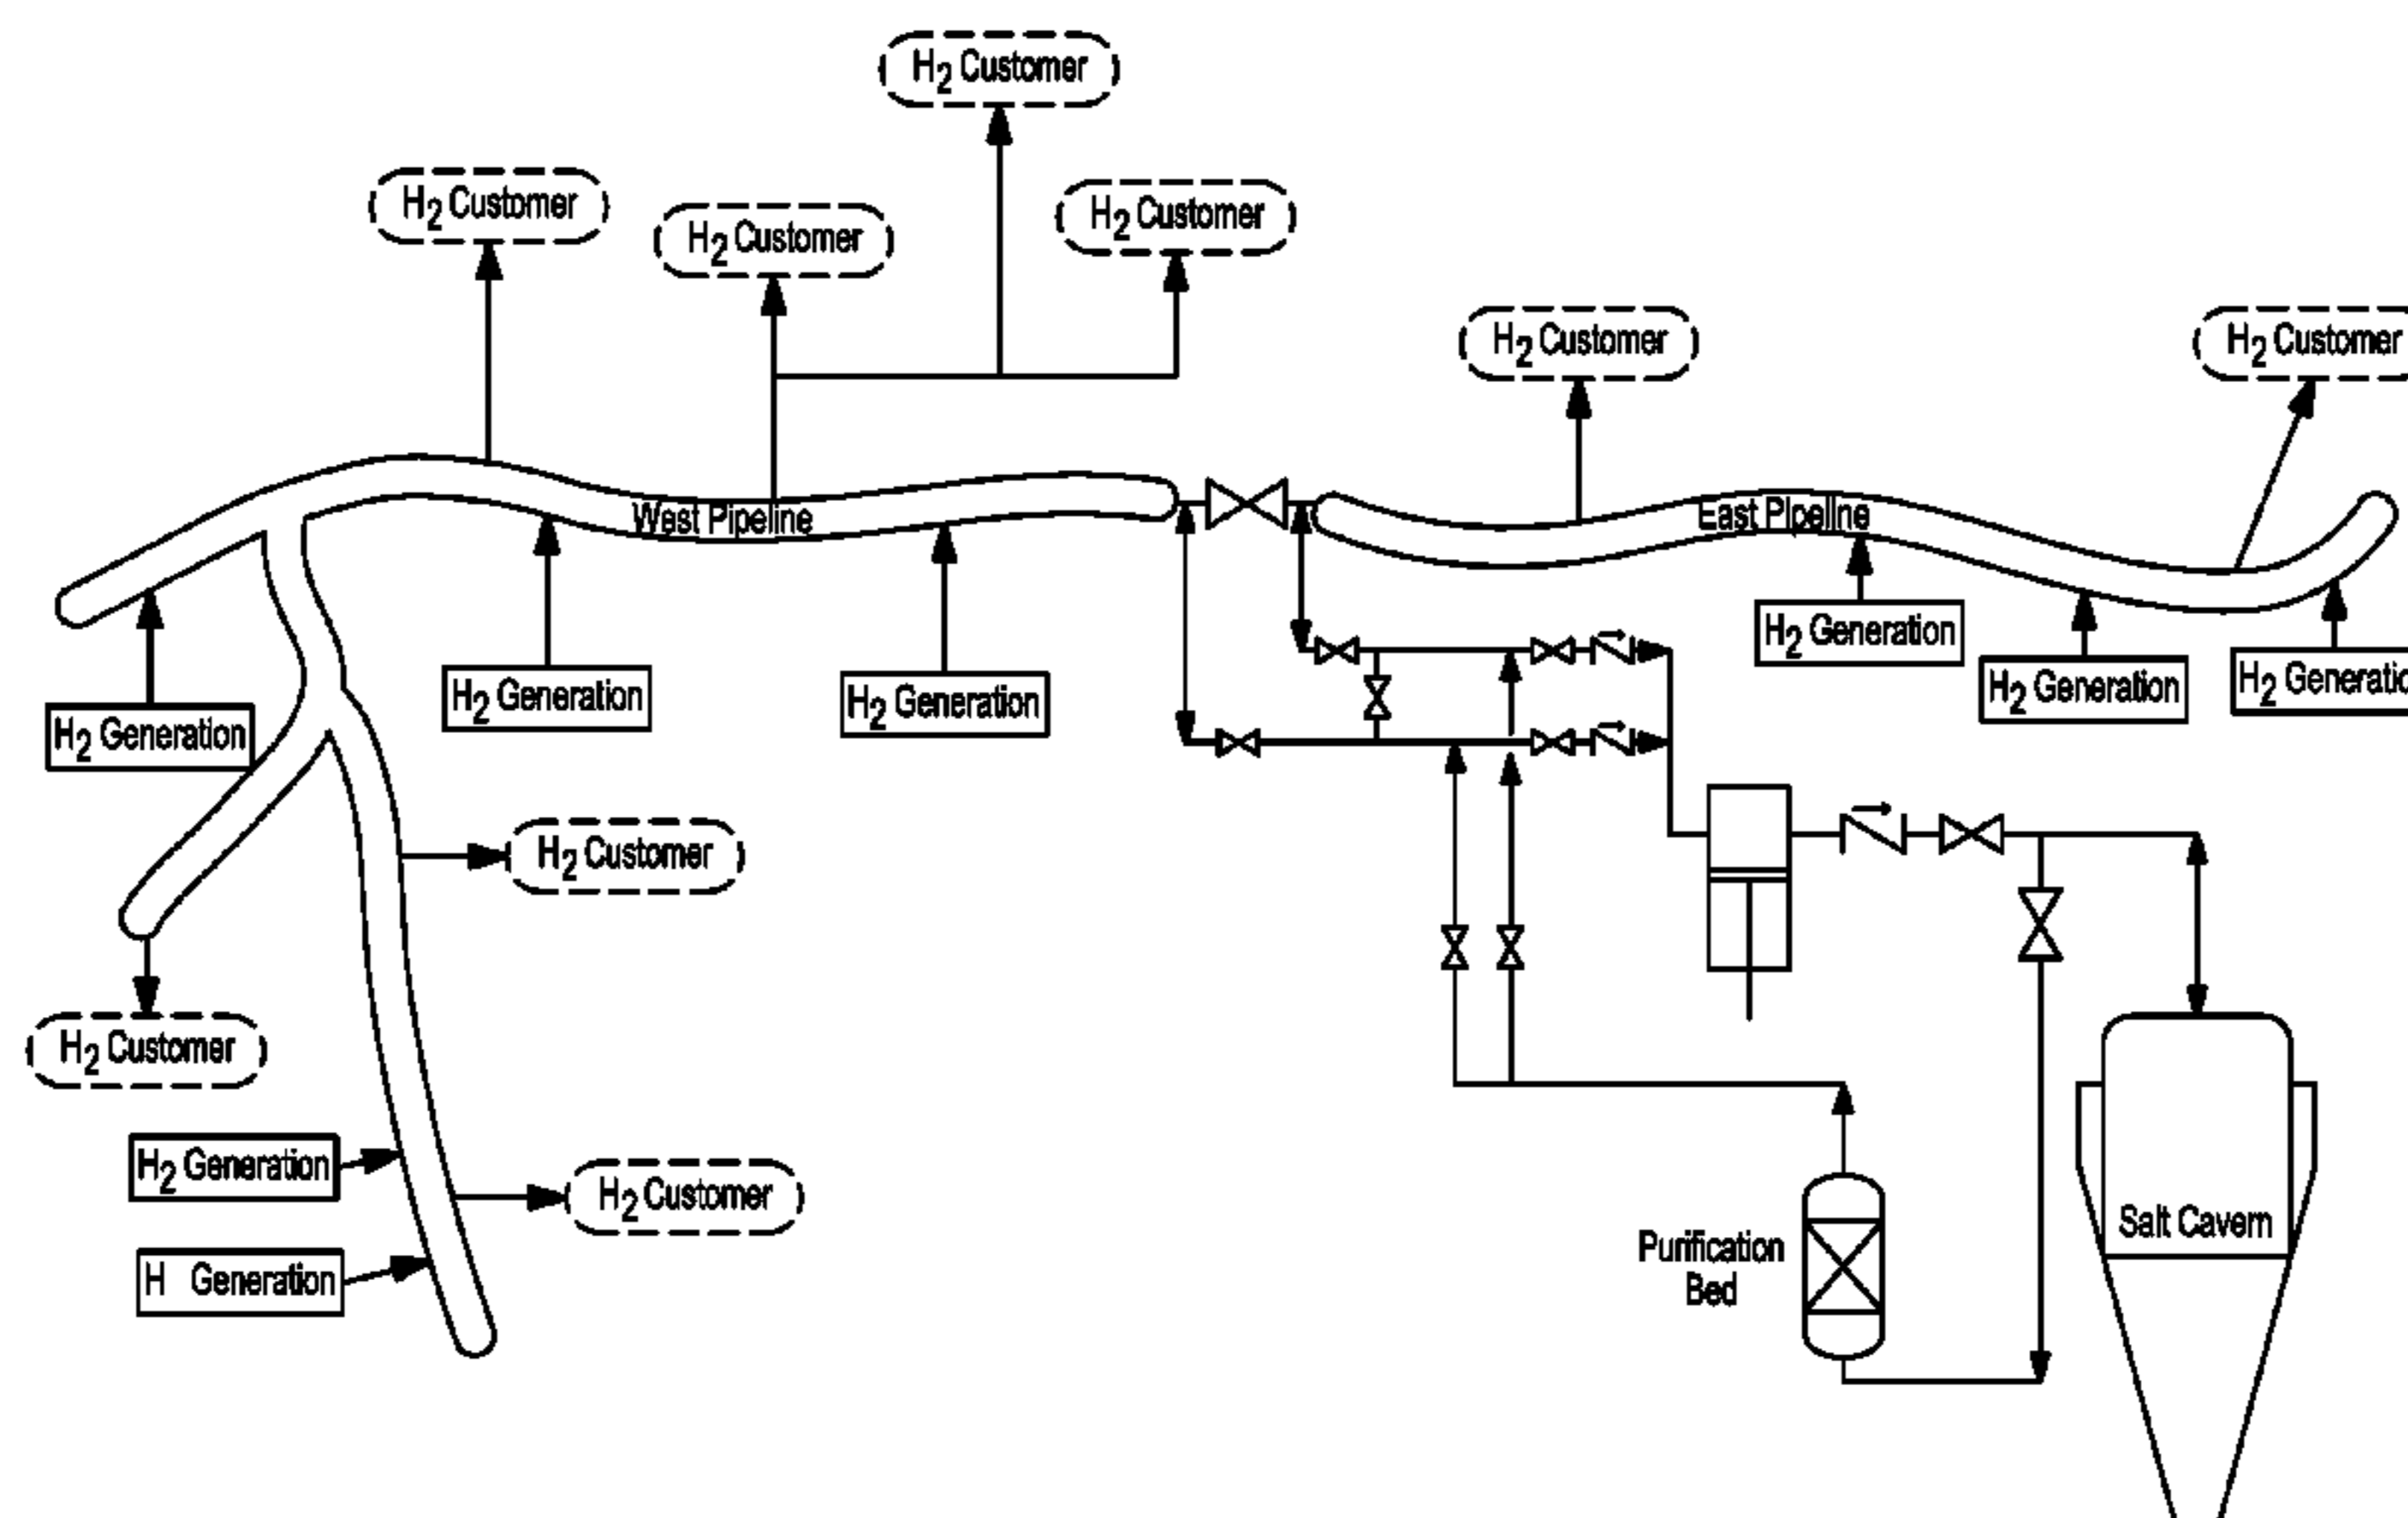 H2 Customer
H2 Customer
H2 Customer
H2 Customer
H2 Customer
H2 Customer
West Pipeline
East Pipeline
H2 Generation
H2 Generation
H2 Generation
H2 Generation
H2 Generation
H2 Generatio
H2 Customer
H2 Customer
H2 Generation
H2 Customer
H Generation
Salt Cavern
Purification
Bed